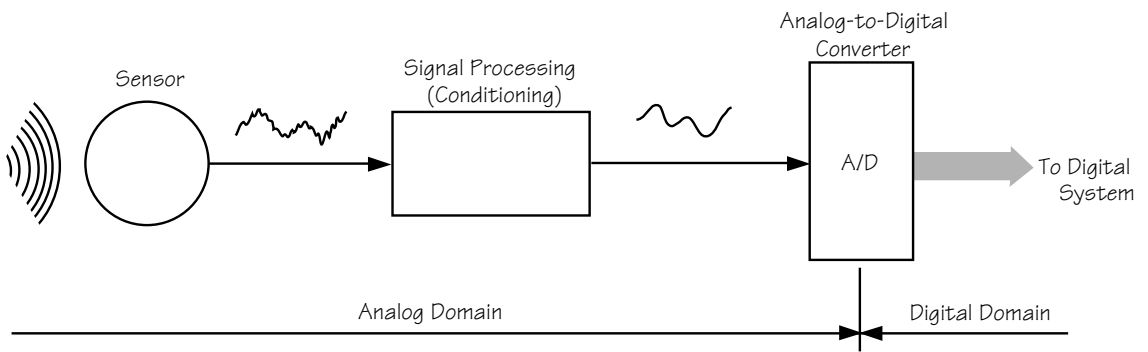 Analog-to-Digital
Converter
Sensor
Signal Processing
(Conditioning)
A/D
To Digital
System
Analog Domain
Digital Domain